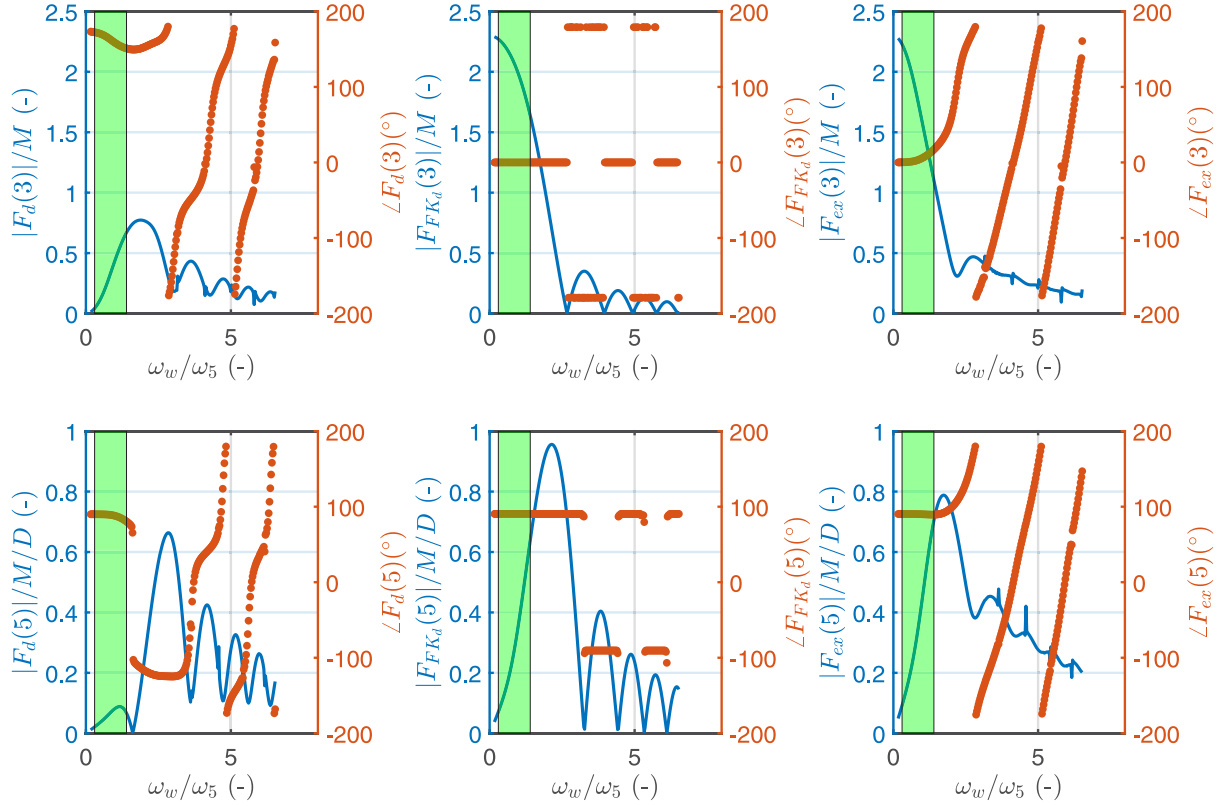 2.5 200 2.5 200 2.5 200
2 100 2 100 2 100
1.5 0 1.5 0 1.5 0
1 -100 1 -100 1 -100
0.5 0.5 0.5
0 -200 0 -200 0 -200
0 5 0 5 0 5
|F_d(3)|/M (-)
∠F_d(3)(°)
|F_{FK_d}(3)|/M (-)
∠F_{FK_d}(3)(°)
|F_{ex}(3)|/M (-)
∠F_{ex}(3)(°)
ω_w/ω_5 (-) ω_w/ω_5 (-) ω_w/ω_5 (-)
1 200 1 200 1 200
0.8 100 0.8 100 0.8 100
0.6 0 0.6 0 0.6 0
0.4 -100 0.4 -100 0.4 -100
0.2 0.2 0.2
0 -200 0 -200 0 -200
0 5 0 5 0 5
|F_d(5)|/M/D (-)
∠F_d(5)(°)
|F_{FK_d}(5)|/M/D (-)
∠F_{FK_d}(5)(°)
|F_{ex}(5)|/M/D (-)
∠F_{ex}(5)(°)
ω_w/ω_5 (-) ω_w/ω_5 (-) ω_w/ω_5 (-)